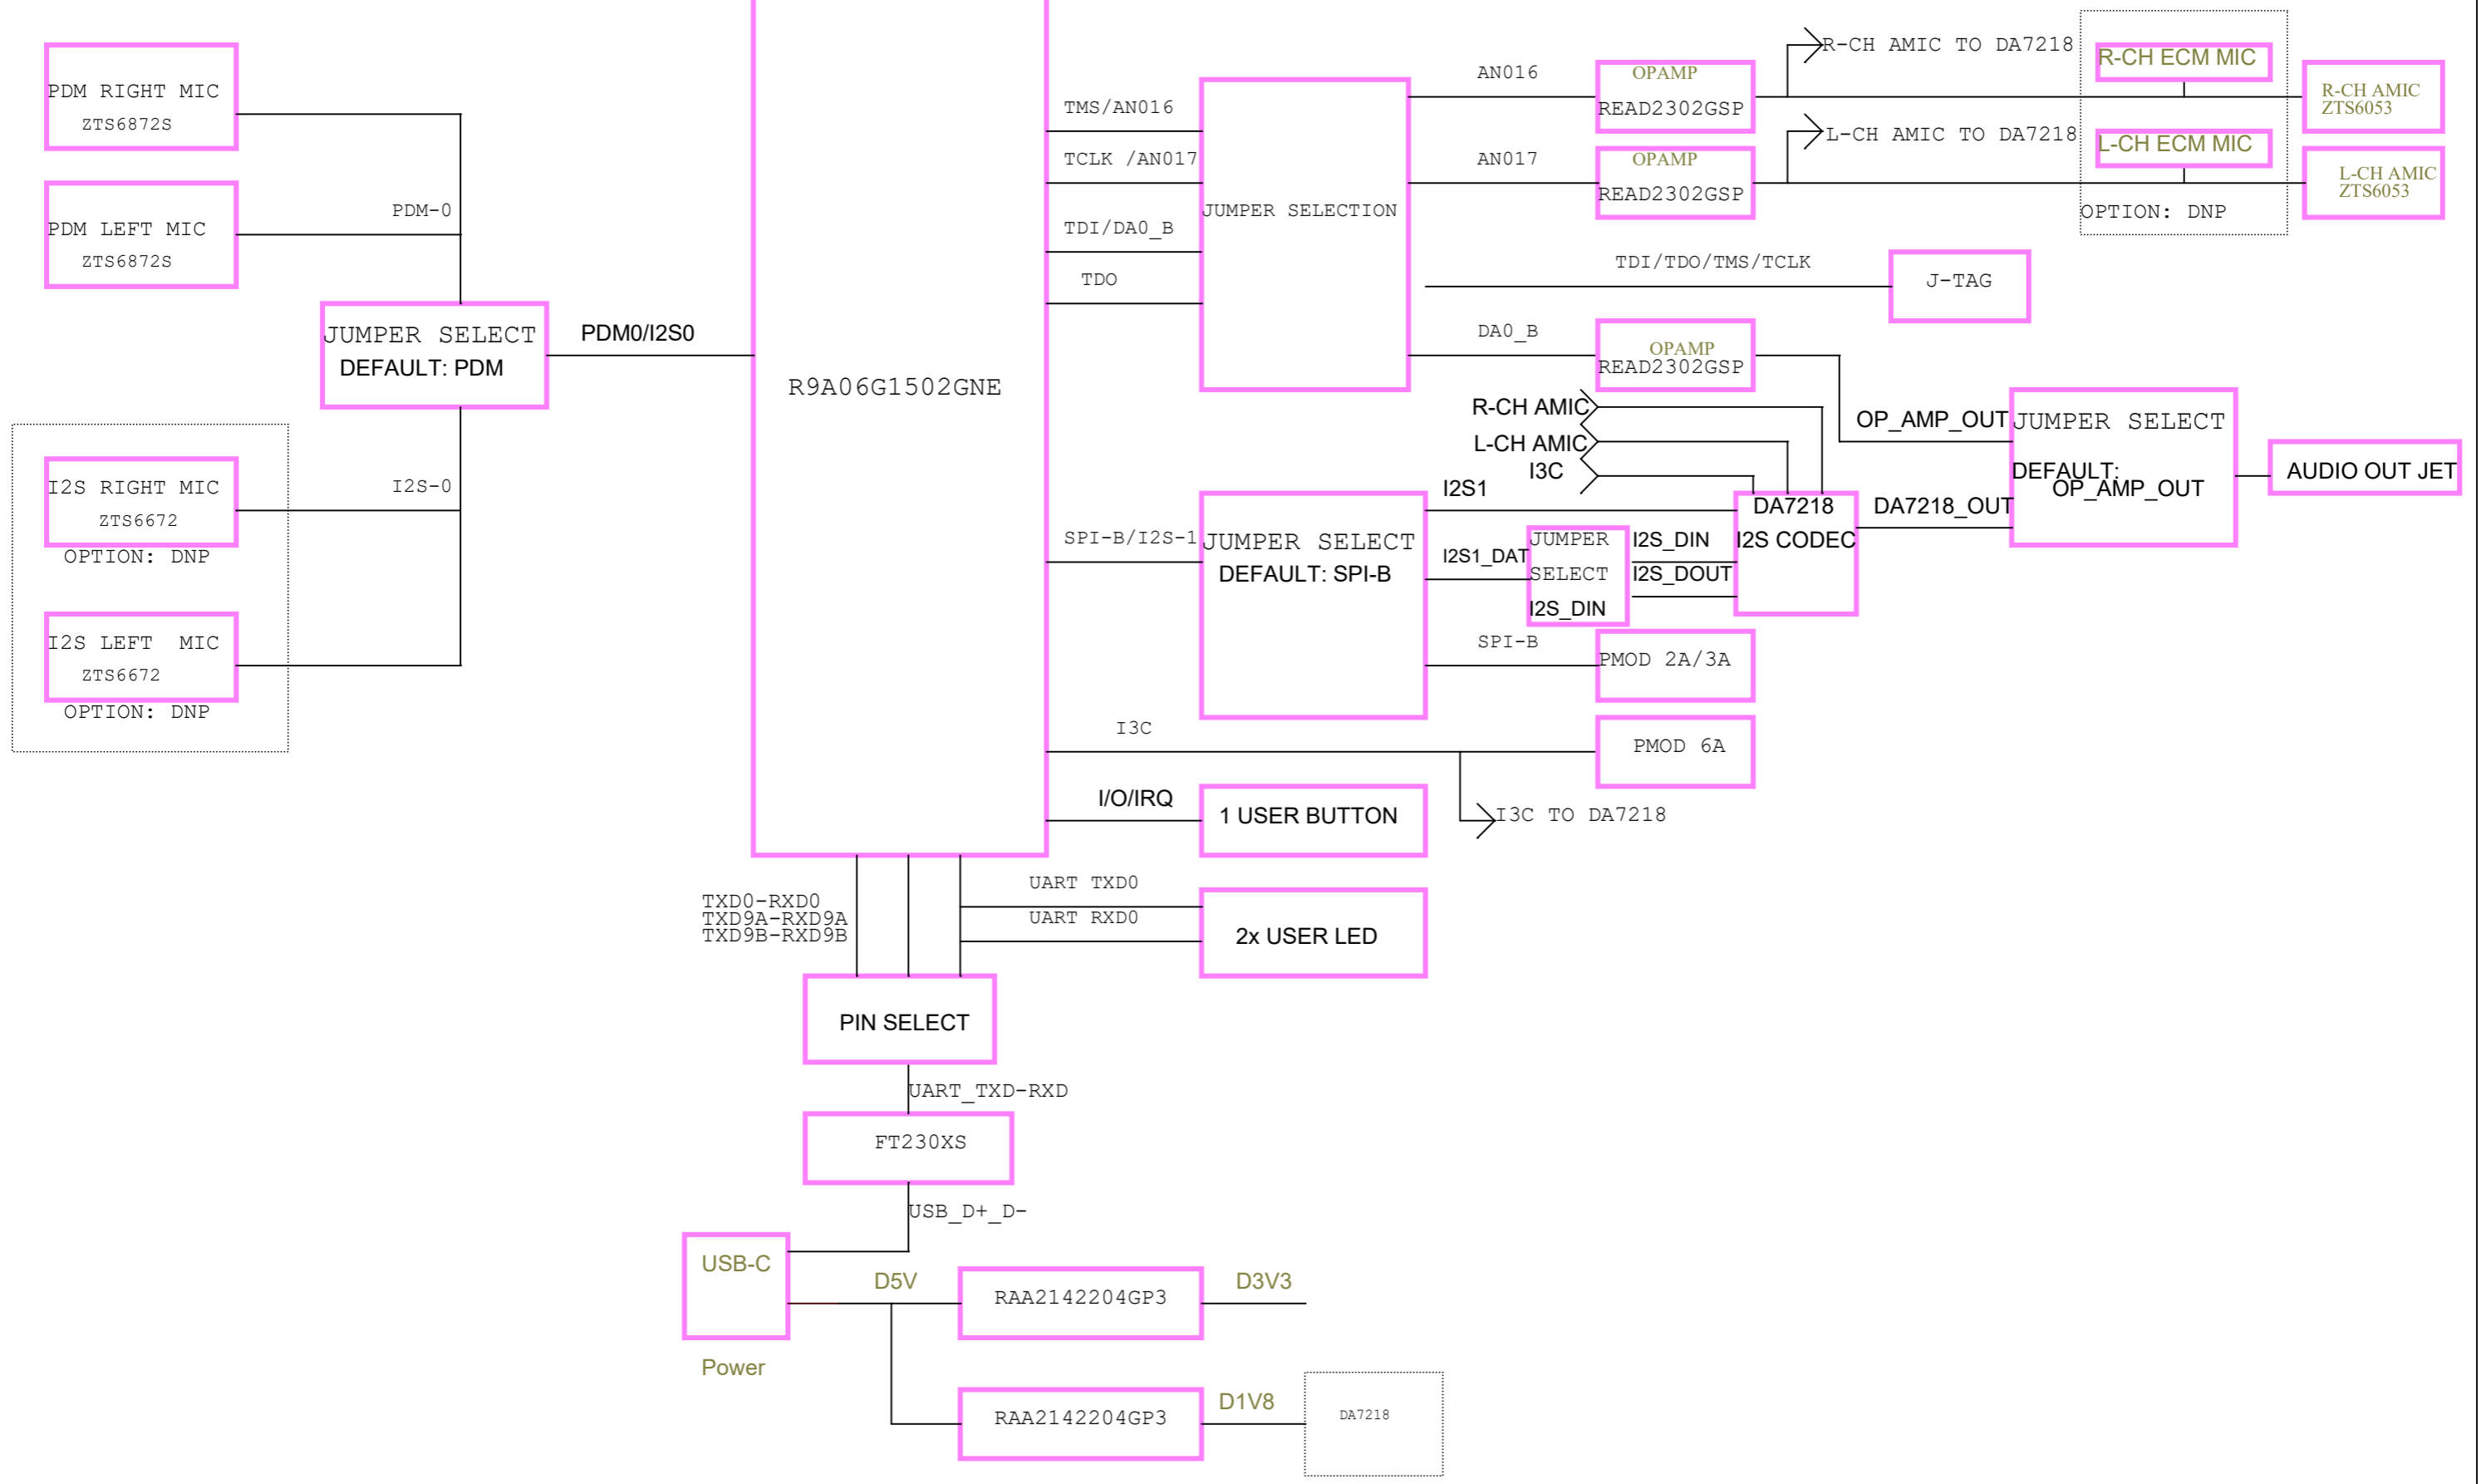 PDM RIGHT MIC
ZTS6872S
PDM LEFT MIC
ZTS6872S
PDM-0
JUMPER SELECT
DEFAULT: PDM
PDM0/I2S0
I2S RIGHT MIC
ZTS6672
OPTION: DNP
I2S-0
I2S LEFT MIC
ZTS6672
OPTION: DNP
R9A06G1502GNE
TMS/AN016
TCLK /AN017
TDI/DA0_B
TDO
JUMPER SELECTION
AN016
OPAMP
READ2302GSP
R-CH AMIC TO DA7218
R-CH ECM MIC
R-CH AMIC
ZTS6053
AN017
OPAMP
READ2302GSP
L-CH AMIC TO DA7218
L-CH ECM MIC
L-CH AMIC
ZTS6053
OPTION: DNP
TDI/TDO/TMS/TCLK
J-TAG
DA0_B
OPAMP
READ2302GSP
R-CH AMIC
L-CH AMIC
I3C
OP_AMP_OUT
JUMPER SELECT
DEFAULT:
OP_AMP_OUT
AUDIO OUT JET
SPI-B/I2S-1
JUMPER SELECT
DEFAULT: SPI-B
I2S1
I2S1_DAT
JUMPER
SELECT
I2S_DIN
I2S_DIN
I2S_DOUT
DA7218
I2S CODEC
DA7218_OUT
SPI-B
PMOD 2A/3A
I3C
PMOD 6A
I3C TO DA7218
I/O/IRQ
1 USER BUTTON
TXD0-RXD0
TXD9A-RXD9A
TXD9B-RXD9B
UART TXD0
UART RXD0
2x USER LED
PIN SELECT
UART_TXD-RXD
FT230XS
USB_D+_D-
USB-C
Power
D5V
RAA2142204GP3
D3V3
RAA2142204GP3
D1V8
DA7218